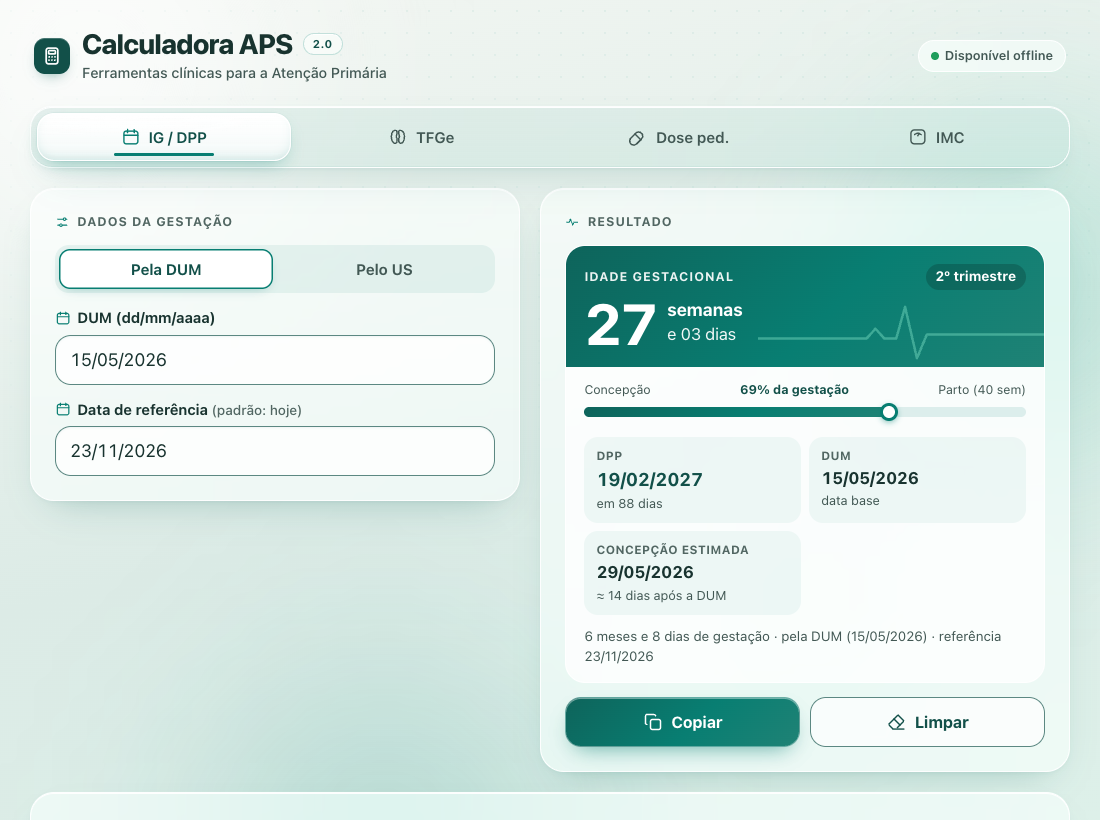 Calculadora APS 2.0
Ferramentas clínicas para a Atenção Primária
Disponível offline
IG / DPP
TFGe
Dose ped.
IMC
DADOS DA GESTAÇÃO
Pela DUM
Pelo US
DUM (dd/mm/aaaa)
15/05/2026
Data de referência (padrão: hoje)
23/11/2026
RESULTADO
IDADE GESTACIONAL
2º trimestre
27 semanas
e 03 dias
Concepção
69% da gestação
Parto (40 sem)
DPP
19/02/2027
em 88 dias
DUM
15/05/2026
data base
CONCEPÇÃO ESTIMADA
29/05/2026
≈ 14 dias após a DUM
6 meses e 8 dias de gestação · pela DUM (15/05/2026) · referência
23/11/2026
Copiar
Limpar